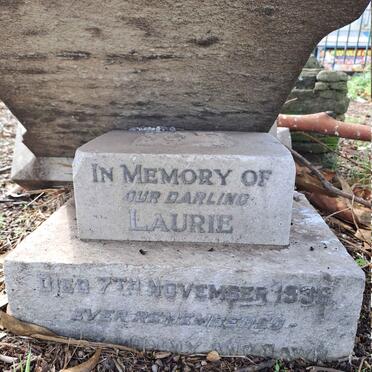 IN MEMORY OF
OUR DARLING
LAURIE
DIED 7TH NOVEMBER
EVER REMEMBERED